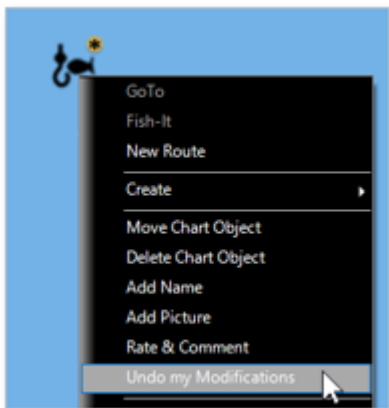 GoTo
Fish-It
New Route
Create
Move Chart Object
Delete Chart Object
Add Name
Add Picture
Rate & Comment
Undo my Modifications